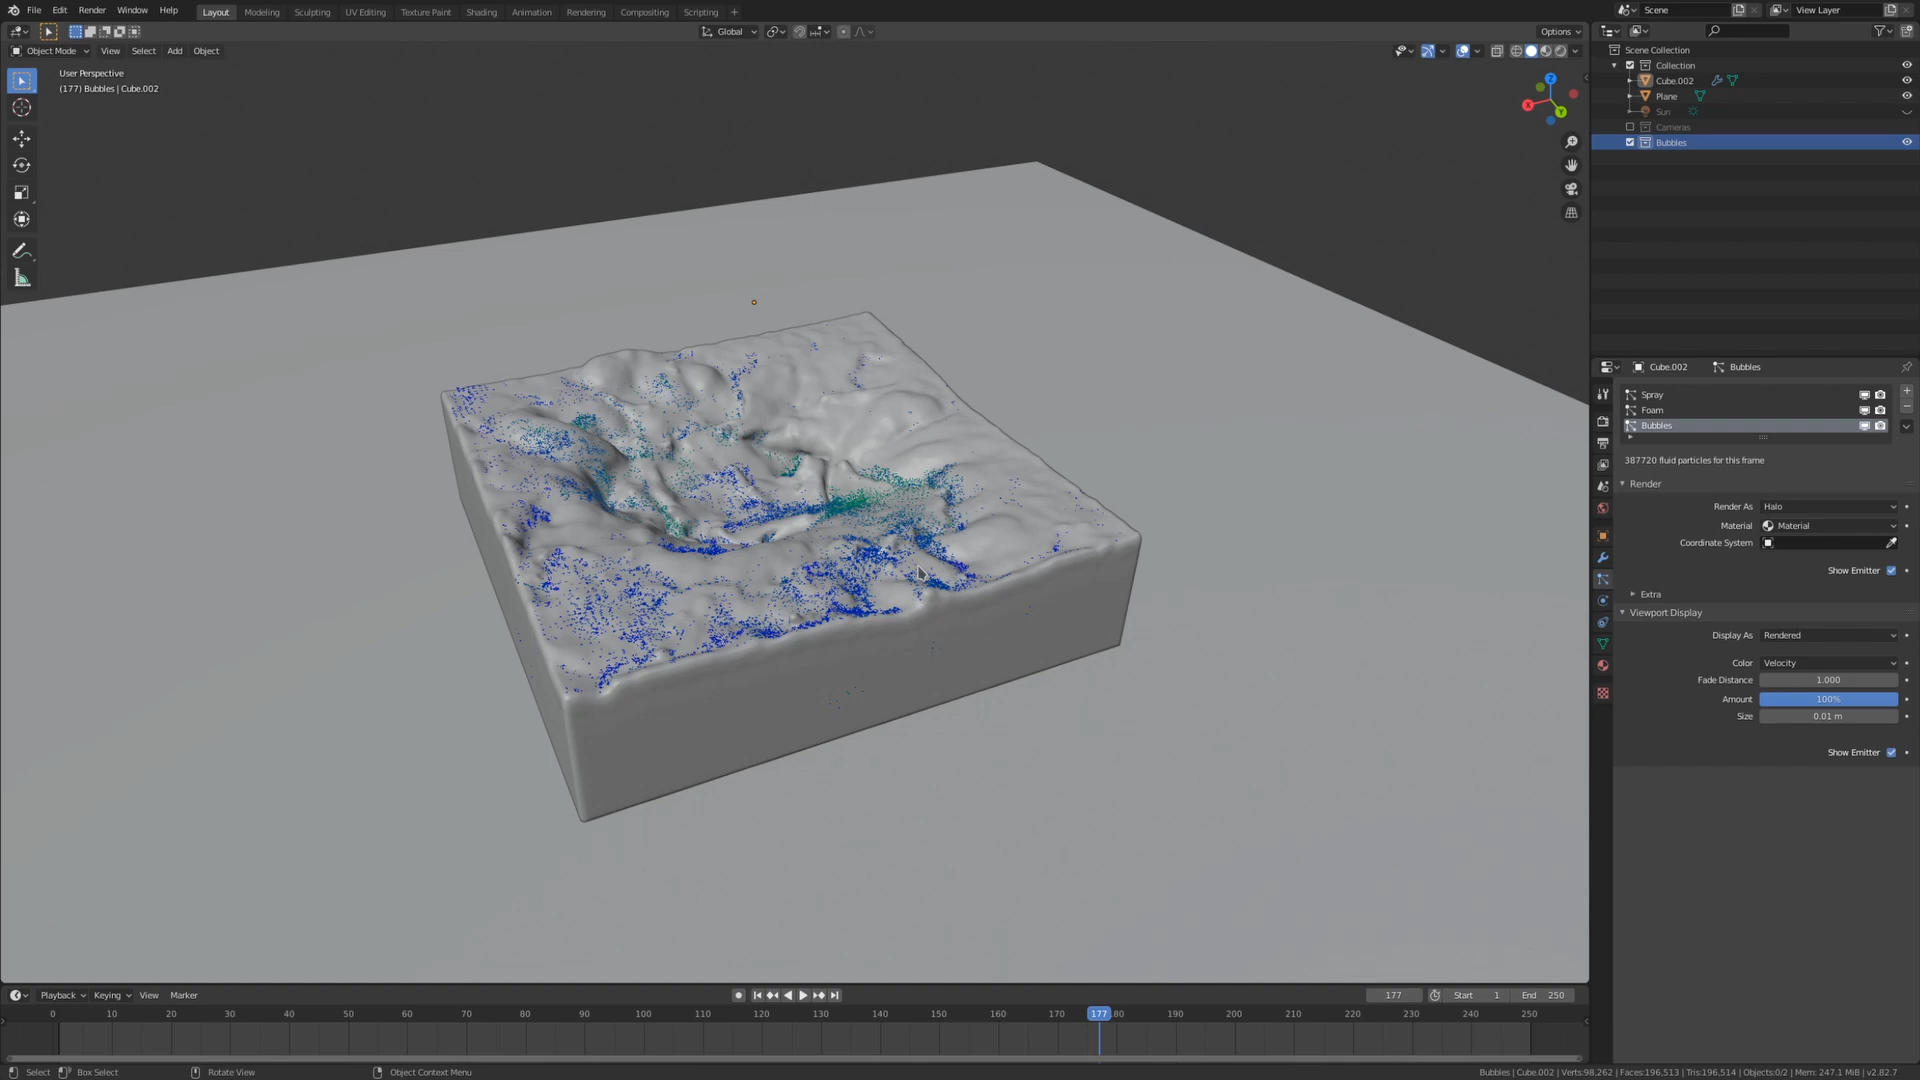 File Edit Render Window Help Layout Modeling Sculpting UV Editing Texture Paint Shading Animation Rendering Compositing Scripting + Scene View Layer
Global Options
Object Mode View Select Add Object
User Perspective
(177) Bubbles | Cube.002
Z
X
Y
Scene Collection
Collection
Cube.002
Plane
Sun
Cameras
Bubbles
Cube.002 Bubbles
Spray
Foam
Bubbles
387720 fluid particles for this frame
Render
Render As Halo
Material Material
Coordinate System
Show Emitter
Extra
Viewport Display
Display As Rendered
Color Velocity
Fade Distance 1.000
Amount 100%
Size 0.01 m
Show Emitter
Playback Keying View Marker 177 Start 1 End 250
0 10 20 30 40 50 60 70 80 90 100 110 120 130 140 150 160 170 177 80 190 200 210 220 230 240 250
Select Box Select Rotate View Object Context Menu Bubbles | Cube.002 | Verts:98,262 | Faces:196,513 | Tris:196,514 | Objects:0/2 | Mem: 247.1 MiB | v2.82.7